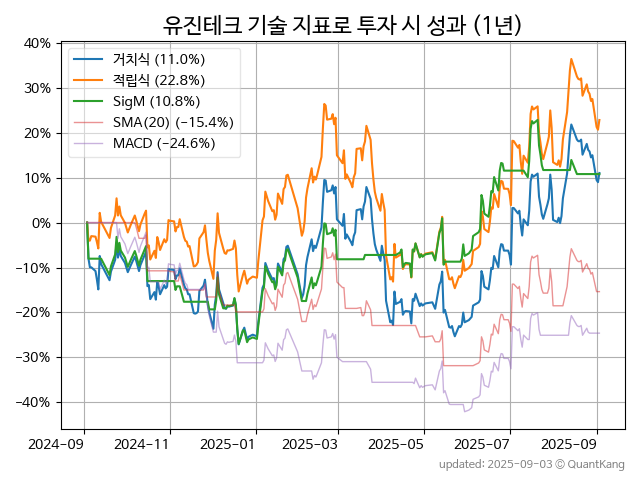 유진테크 기술 지표로 투자 시 성과 (1년)
40%
30%
20%
10%
0%
−10%
−20%
−30%
−40%
거치식 (11.0%)
적립식 (22.8%)
SigM (10.8%)
SMA(20) (−15.4%)
MACD (−24.6%)
2024-09 2024-11 2025-01 2025-03 2025-05 2025-07 2025-09
updated: 2025-09-03 © QuantKang